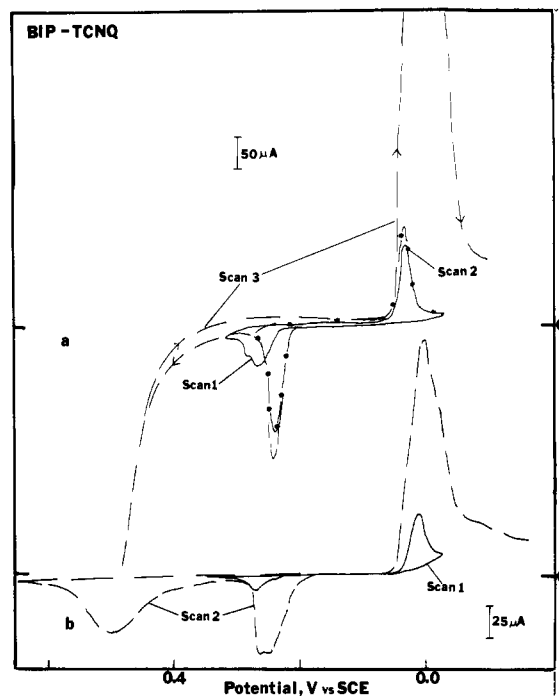 BIP-TCNQ
50 μA
Scan 3
Scan 2
a
Scan 1
Scan 1
b
Scan 2
25 μA
0.4
0.0
Potential, V vs SCE